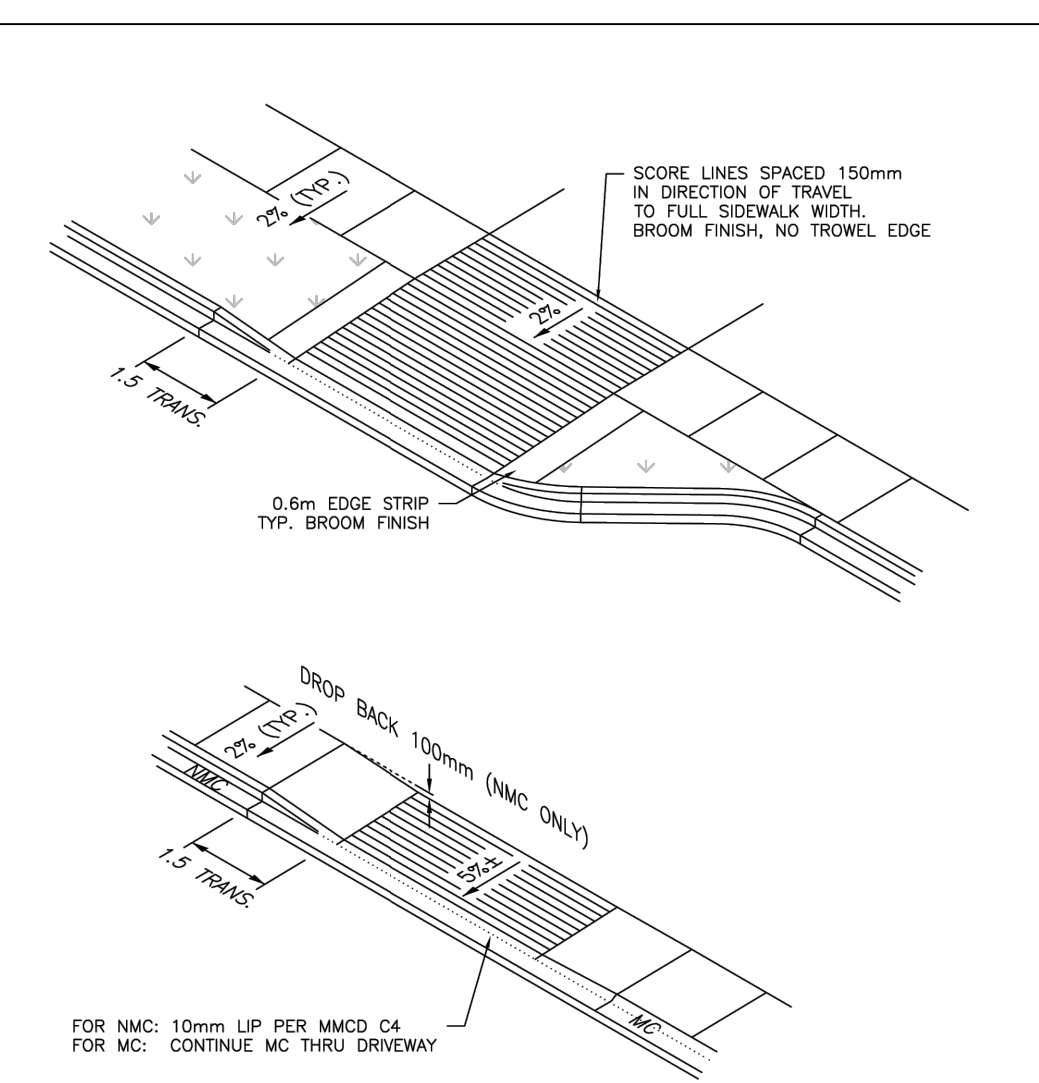 SCORE LINES SPACED 150mm
IN DIRECTION OF TRAVEL
TO FULL SIDEWALK WIDTH.
BROOM FINISH, NO TROWEL EDGE
2% (TYP.)
2%
1.5 TRANS.
0.6m EDGE STRIP
TYP. BROOM FINISH
DROP BACK 100mm (NMC ONLY)
2% (TYP.)
NMC
5%±
1.5 TRANS.
MC
FOR NMC: 10mm LIP PER MMCD C4
FOR MC: CONTINUE MC THRU DRIVEWAY